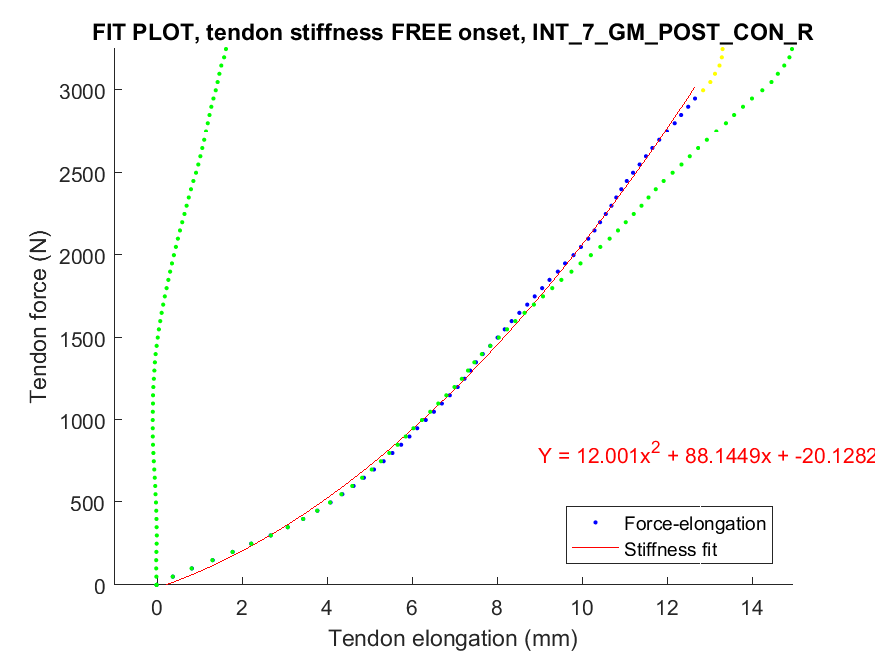 FIT PLOT, tendon stiffness FREE onset, INT_7_GM_POST_CON_R
3000
2500
2000
1500
1000
500
0
Tendon force (N)
Y = 12.001x² + 88.1449x + -20.1282
Force-elongation
Stiffness fit
0 2 4 6 8 10 12 14
Tendon elongation (mm)